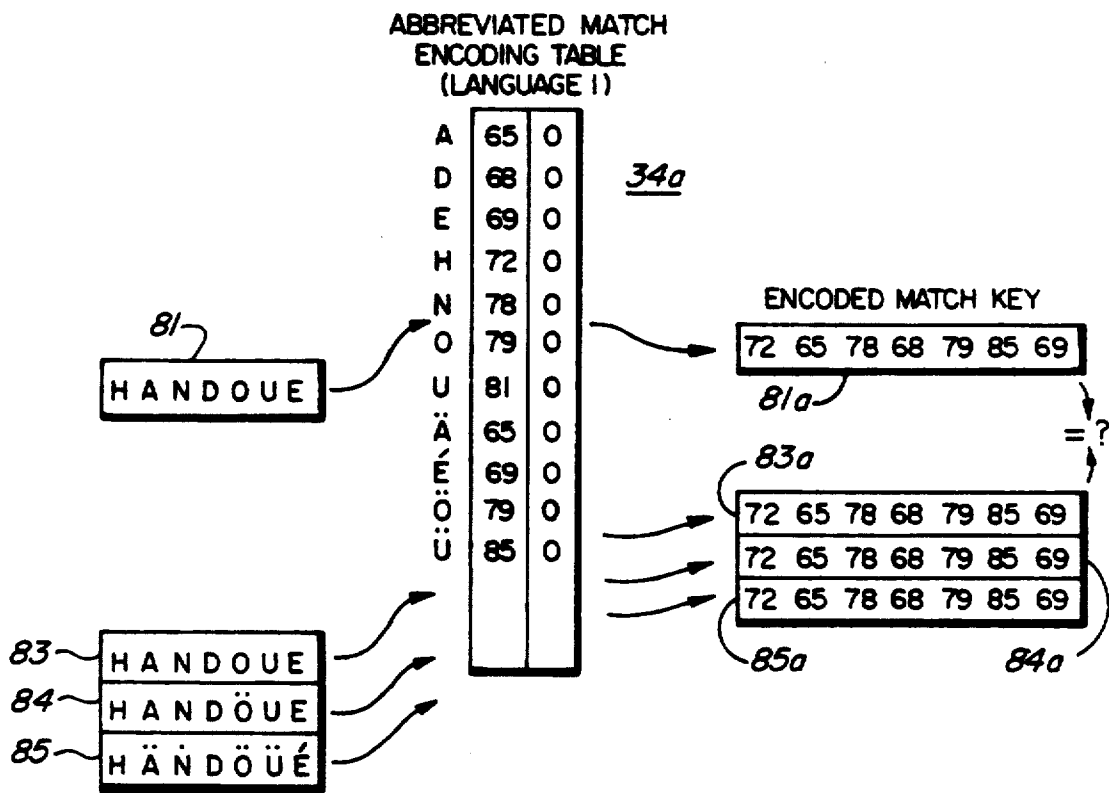 ABBREVIATED MATCH
ENCODING TABLE
(LANGUAGE I)
A 65 0
D 68 0
E 69 0
H 72 0
N 78 0
O 79 0
U 81 0
Ä 65 0
É 69 0
Ö 79 0
Ü 85 0
34a
81
HANDOUE
ENCODED MATCH KEY
72 65 78 68 79 85 69
81a
= ?
83a
72 65 78 68 79 85 69
72 65 78 68 79 85 69
72 65 78 68 79 85 69
85a
84a
83 HANDOUE
84 HANDÖUE
85 HÄN̈DÖÜÉ